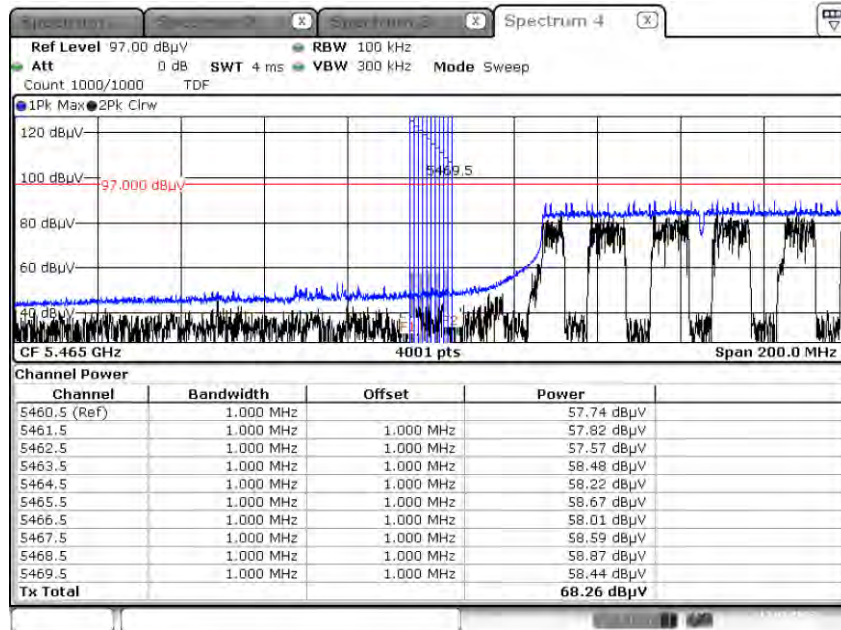 Spectrum 4
Ref Level 97.00 dBµV RBW 100 kHz
Att 0 dB SWT 4 ms VBW 300 kHz Mode Sweep
Count 1000/1000 TDF
1Pk Max 2Pk Clrw
120 dBµV
5469.5
100 dBµV
97.000 dBµV
80 dBµV
60 dBµV
40 dBµV
F1
F2
CF 5.465 GHz 4001 pts Span 200.0 MHz
Channel Power
Channel Bandwidth Offset Power
5460.5 (Ref) 1.000 MHz 57.74 dBµV
5461.5 1.000 MHz 1.000 MHz 57.82 dBµV
5462.5 1.000 MHz 1.000 MHz 57.57 dBµV
5463.5 1.000 MHz 1.000 MHz 58.48 dBµV
5464.5 1.000 MHz 1.000 MHz 58.22 dBµV
5465.5 1.000 MHz 1.000 MHz 58.67 dBµV
5466.5 1.000 MHz 1.000 MHz 58.01 dBµV
5467.5 1.000 MHz 1.000 MHz 58.59 dBµV
5468.5 1.000 MHz 1.000 MHz 58.87 dBµV
5469.5 1.000 MHz 1.000 MHz 58.44 dBµV
Tx Total 68.26 dBµV